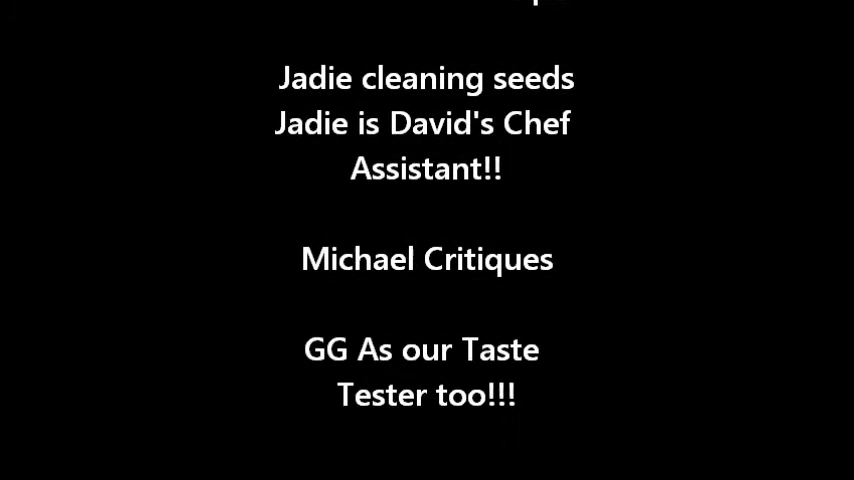 Jadie cleaning seeds
Jadie is David's Chef
Assistant!!
Michael Critiques
GG As our Taste
Tester too!!!